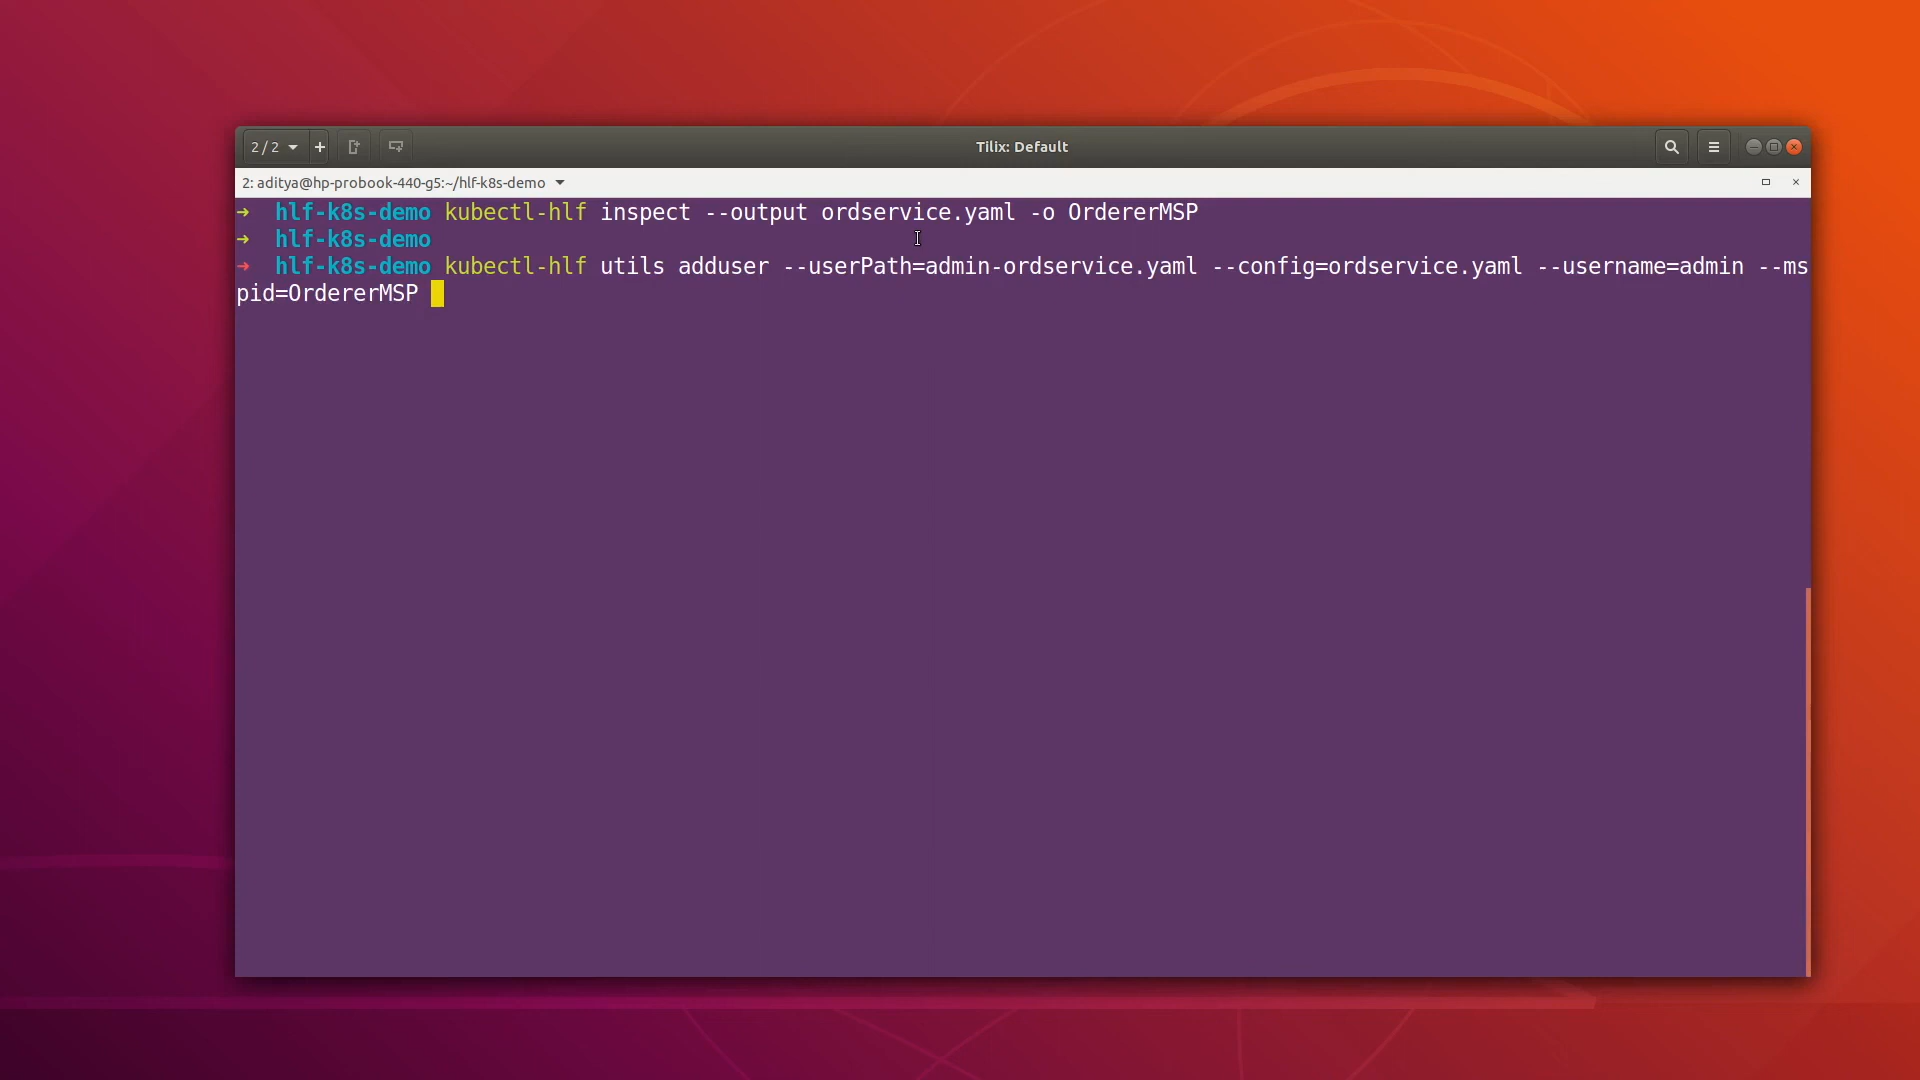 2 / 2
Tilix: Default
2: aditya@hp-probook-440-g5:~/hlf-k8s-demo
➜ hlf-k8s-demo kubectl-hlf inspect --output ordservice.yaml -o OrdererMSP
➜ hlf-k8s-demo
➜ hlf-k8s-demo kubectl-hlf utils adduser --userPath=admin-ordservice.yaml --config=ordservice.yaml --username=admin --ms
pid=OrdererMSP